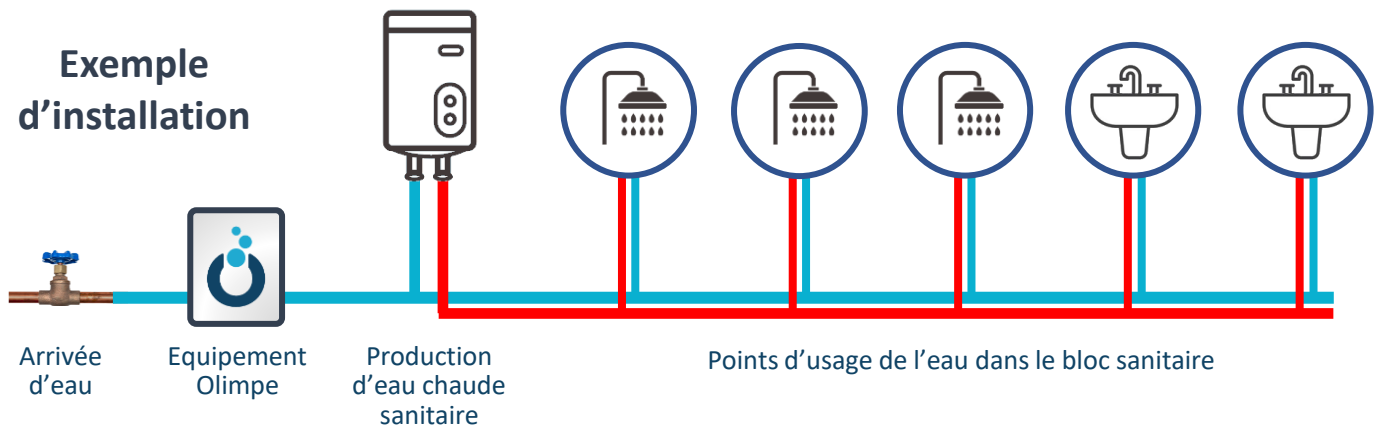 Exemple
d’installation
Arrivée
d’eau
Equipement
Olimpe
Production
d’eau chaude
sanitaire
Points d’usage de l’eau dans le bloc sanitaire